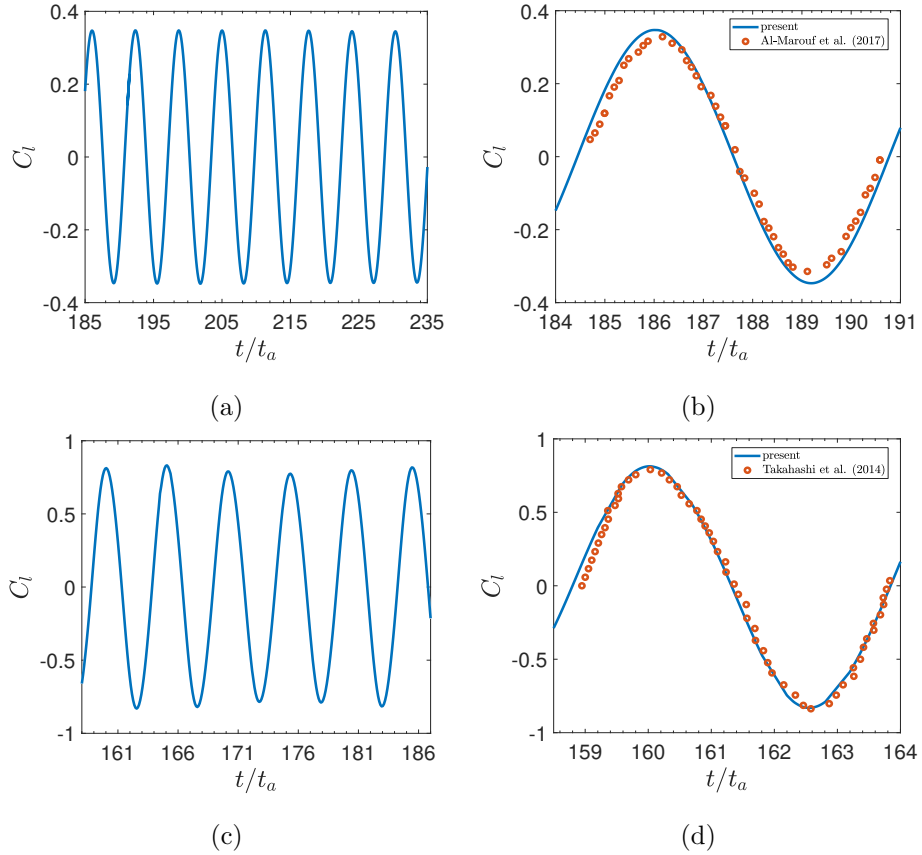 0.4
0.2
0
-0.2
-0.4
C_l
185 195 205 215 225 235
t/t_a
(a)
present
Al-Marouf et al. (2017)
0.4
0.2
0
-0.2
0.4
C_l
184 185 186 187 188 189 190 191
t/t_a
(b)
1
0.5
0
-0.5
-1
C_l
161 166 171 176 181 186
t/t_a
(c)
present
Takahashi et al. (2014)
1
0.5
0
-0.5
-1
C_l
159 160 161 162 163 164
t/t_a
(d)